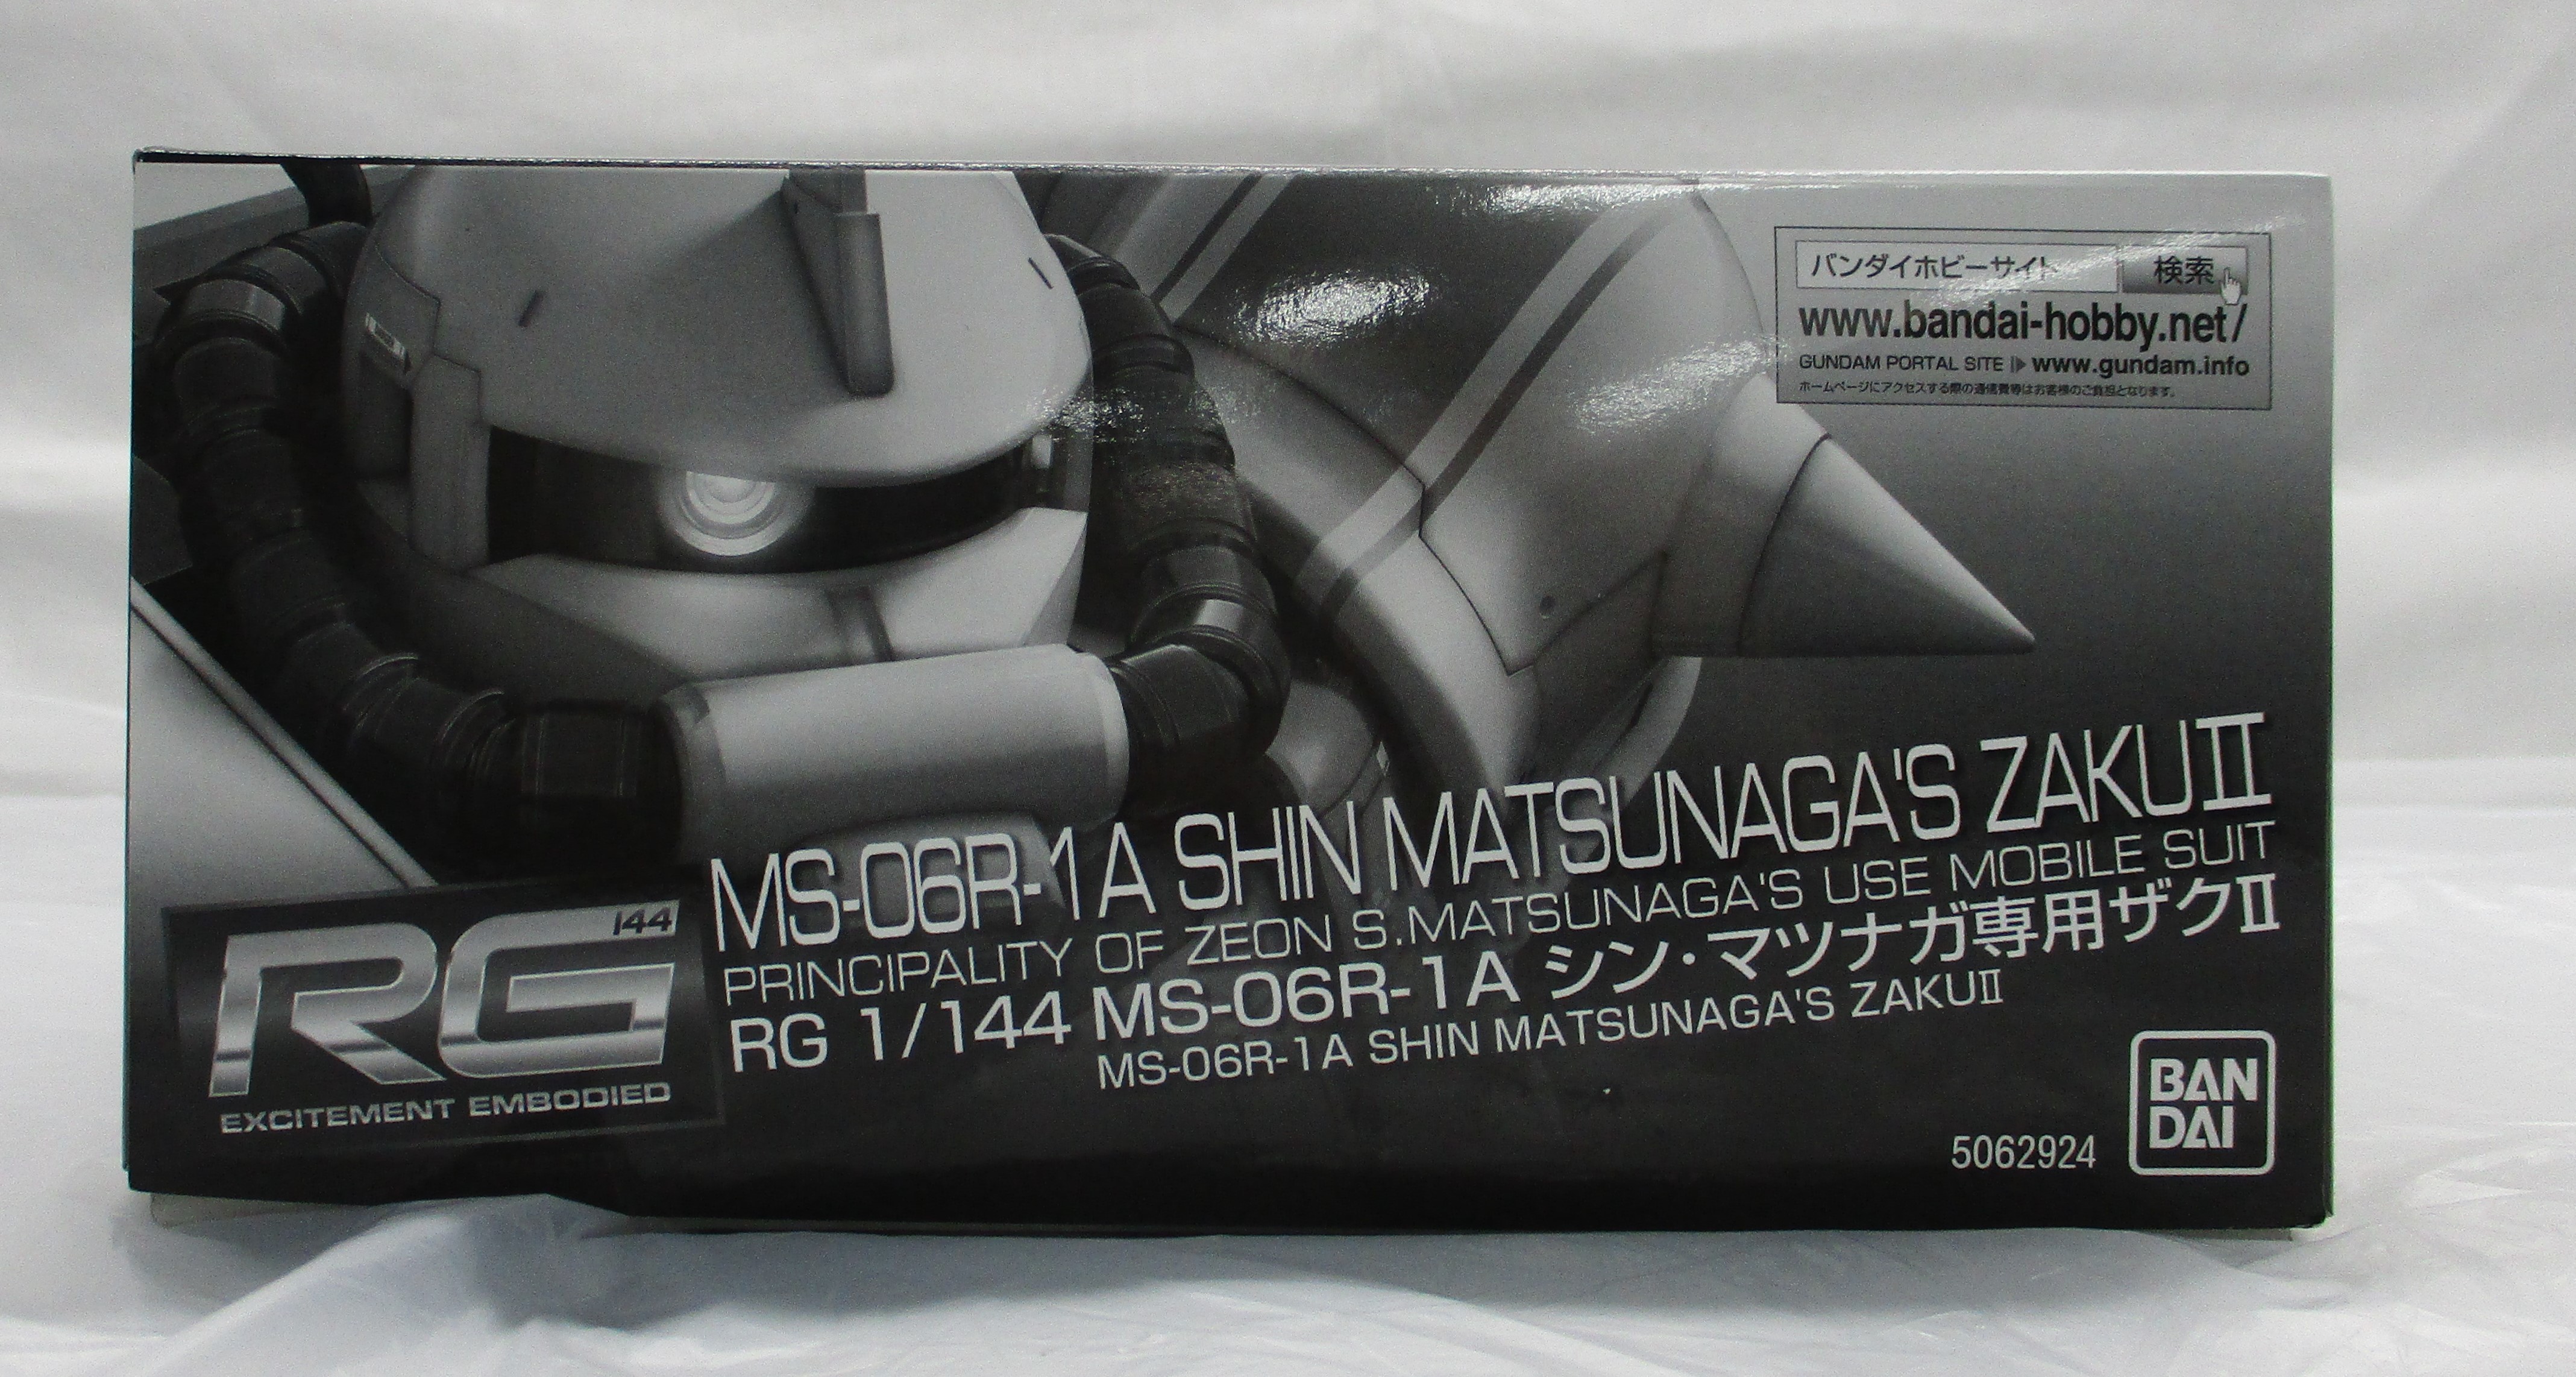 バンダイホビーサイト 検索
www.bandai-hobby.net/
GUNDAM PORTAL SITE www.gundam.info
ホームページにアクセスする際の通信費等はお客様のご負担となります。
MS-06R-1A SHIN MATSUNAGA'S ZAKUⅡ
PRINCIPALITY OF ZEON S.MATSUNAGA'S USE MOBILE SUIT
RG 1/144 MS-06R-1A シン・マツナガ専用ザクⅡ
MS-06R-1A SHIN MATSUNAGA'S ZAKUⅡ
144
RG
EXCITEMENT EMBODIED
5062924
BAN
DAI